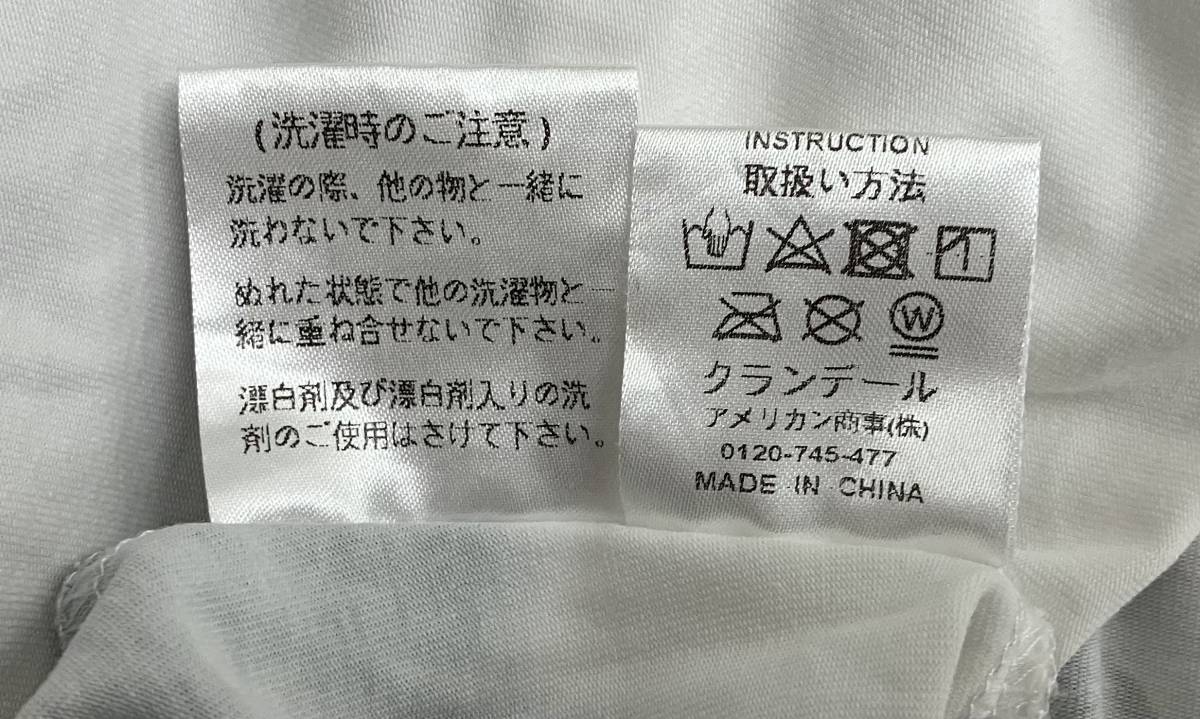 (洗濯時のご注意)
洗濯の際、他の物と一緒に
洗わないで下さい。
ぬれた状態で他の洗濯物と一
緒に重ね合せないで下さい。
漂白剤及び漂白剤入りの洗
剤のご使用はさけて下さい。
INSTRUCTION
取扱い方法
W
クランデール
アメリカン商事(株)
0120-745-477
MADE IN CHINA